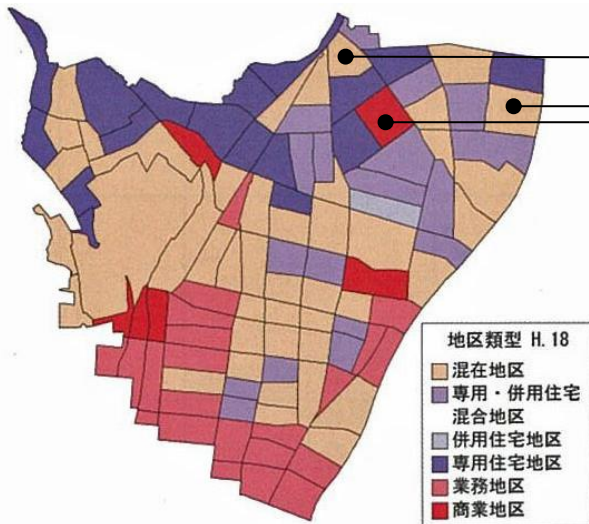 地区類型 H.18
混在地区
専用・併用住宅
混合地区
併用住宅地区
専用住宅地区
業務地区
商業地区